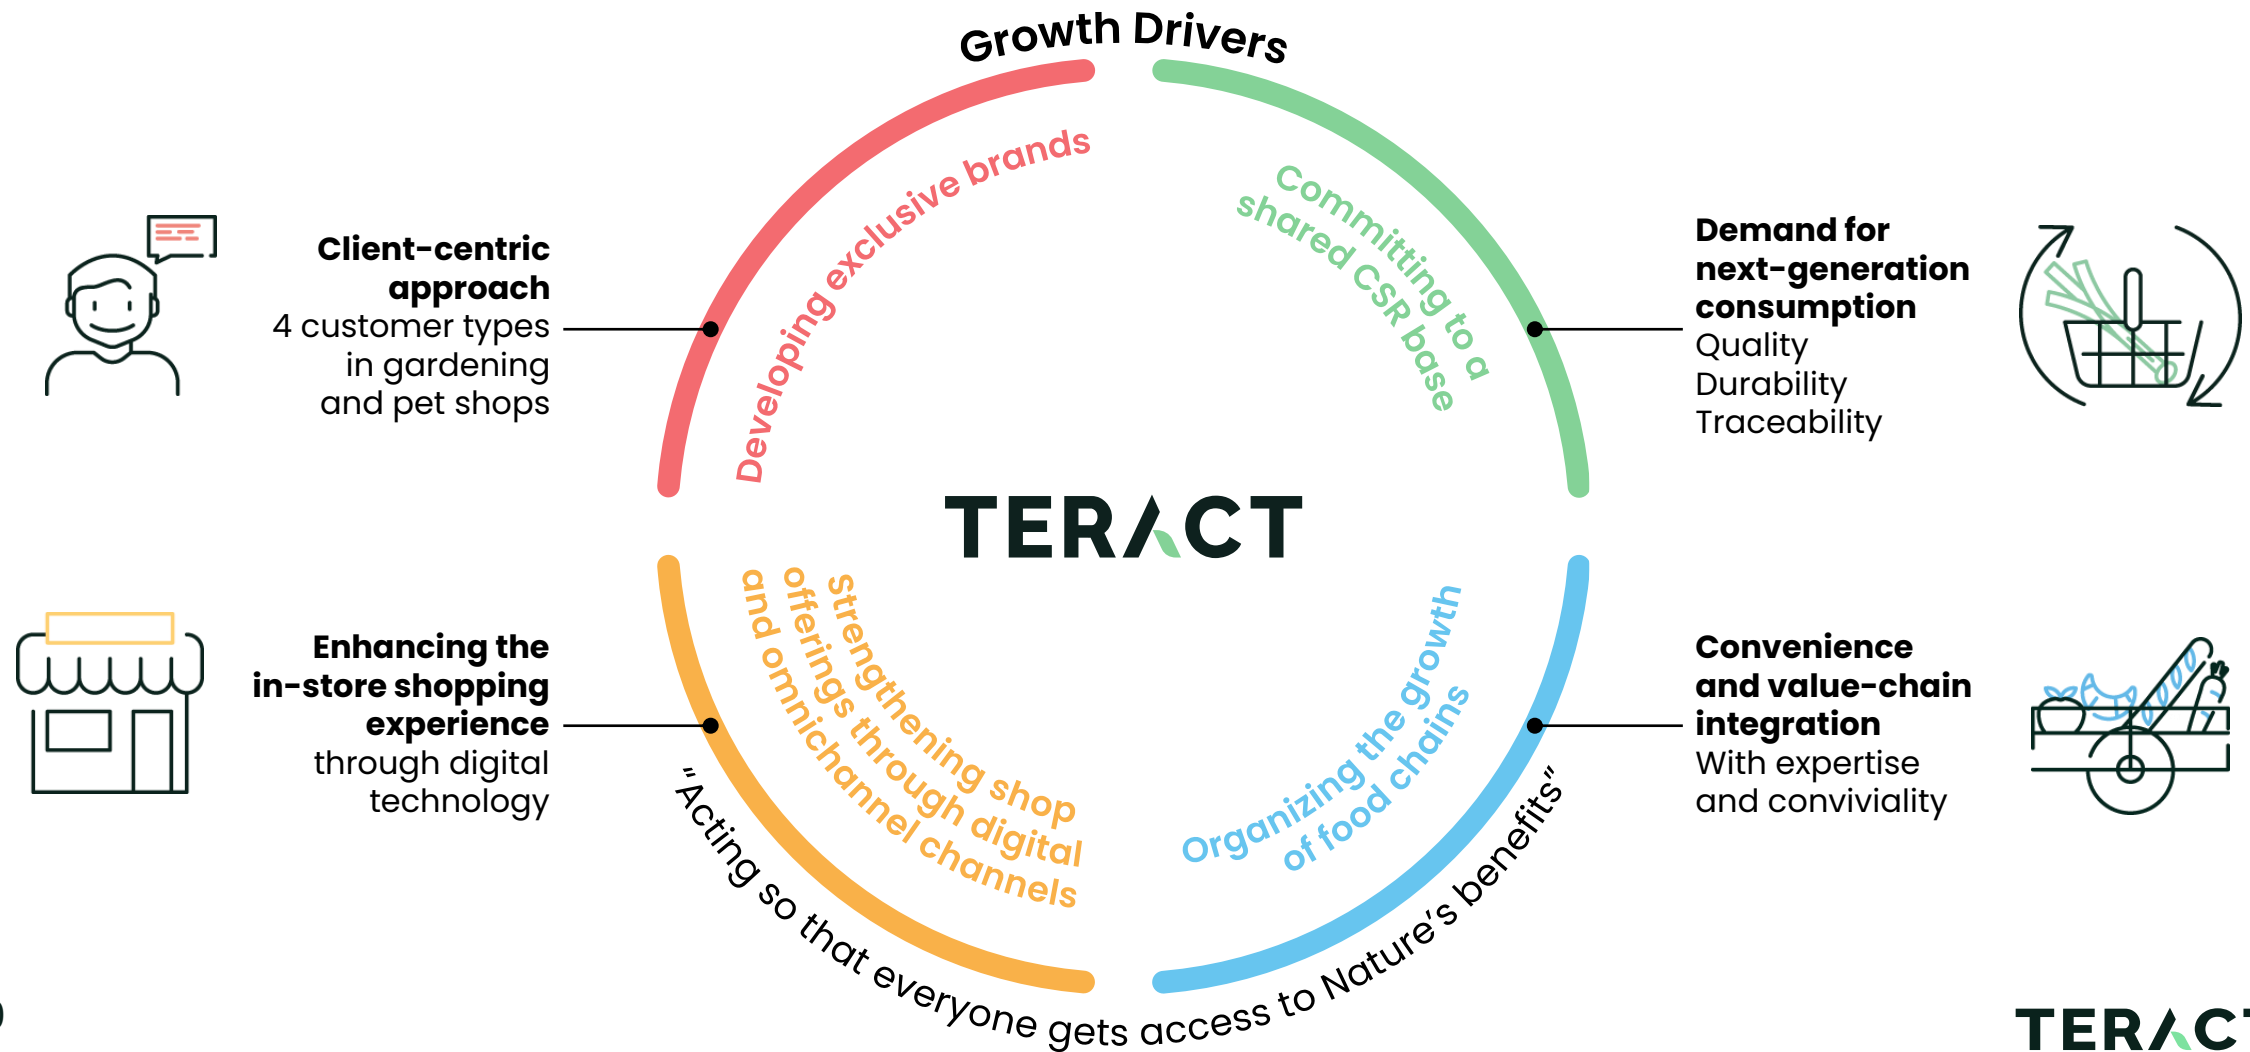 Growth Drivers
Developing exclusive brands
Committing to a
shared CSR base
Client-centric
approach
4 customer types
in gardening
and pet shops
Demand for
next-generation
consumption
Quality
Durability
Traceability
TERACT
Enhancing the
in-store shopping
experience
through digital
technology
Strengthening shop
offerings through digital
and omnichannel channels
Organizing the growth
of food chains
Convenience
and value-chain
integration
With expertise
and conviviality
“Acting so that everyone gets access to Nature’s benefits”
TERACT